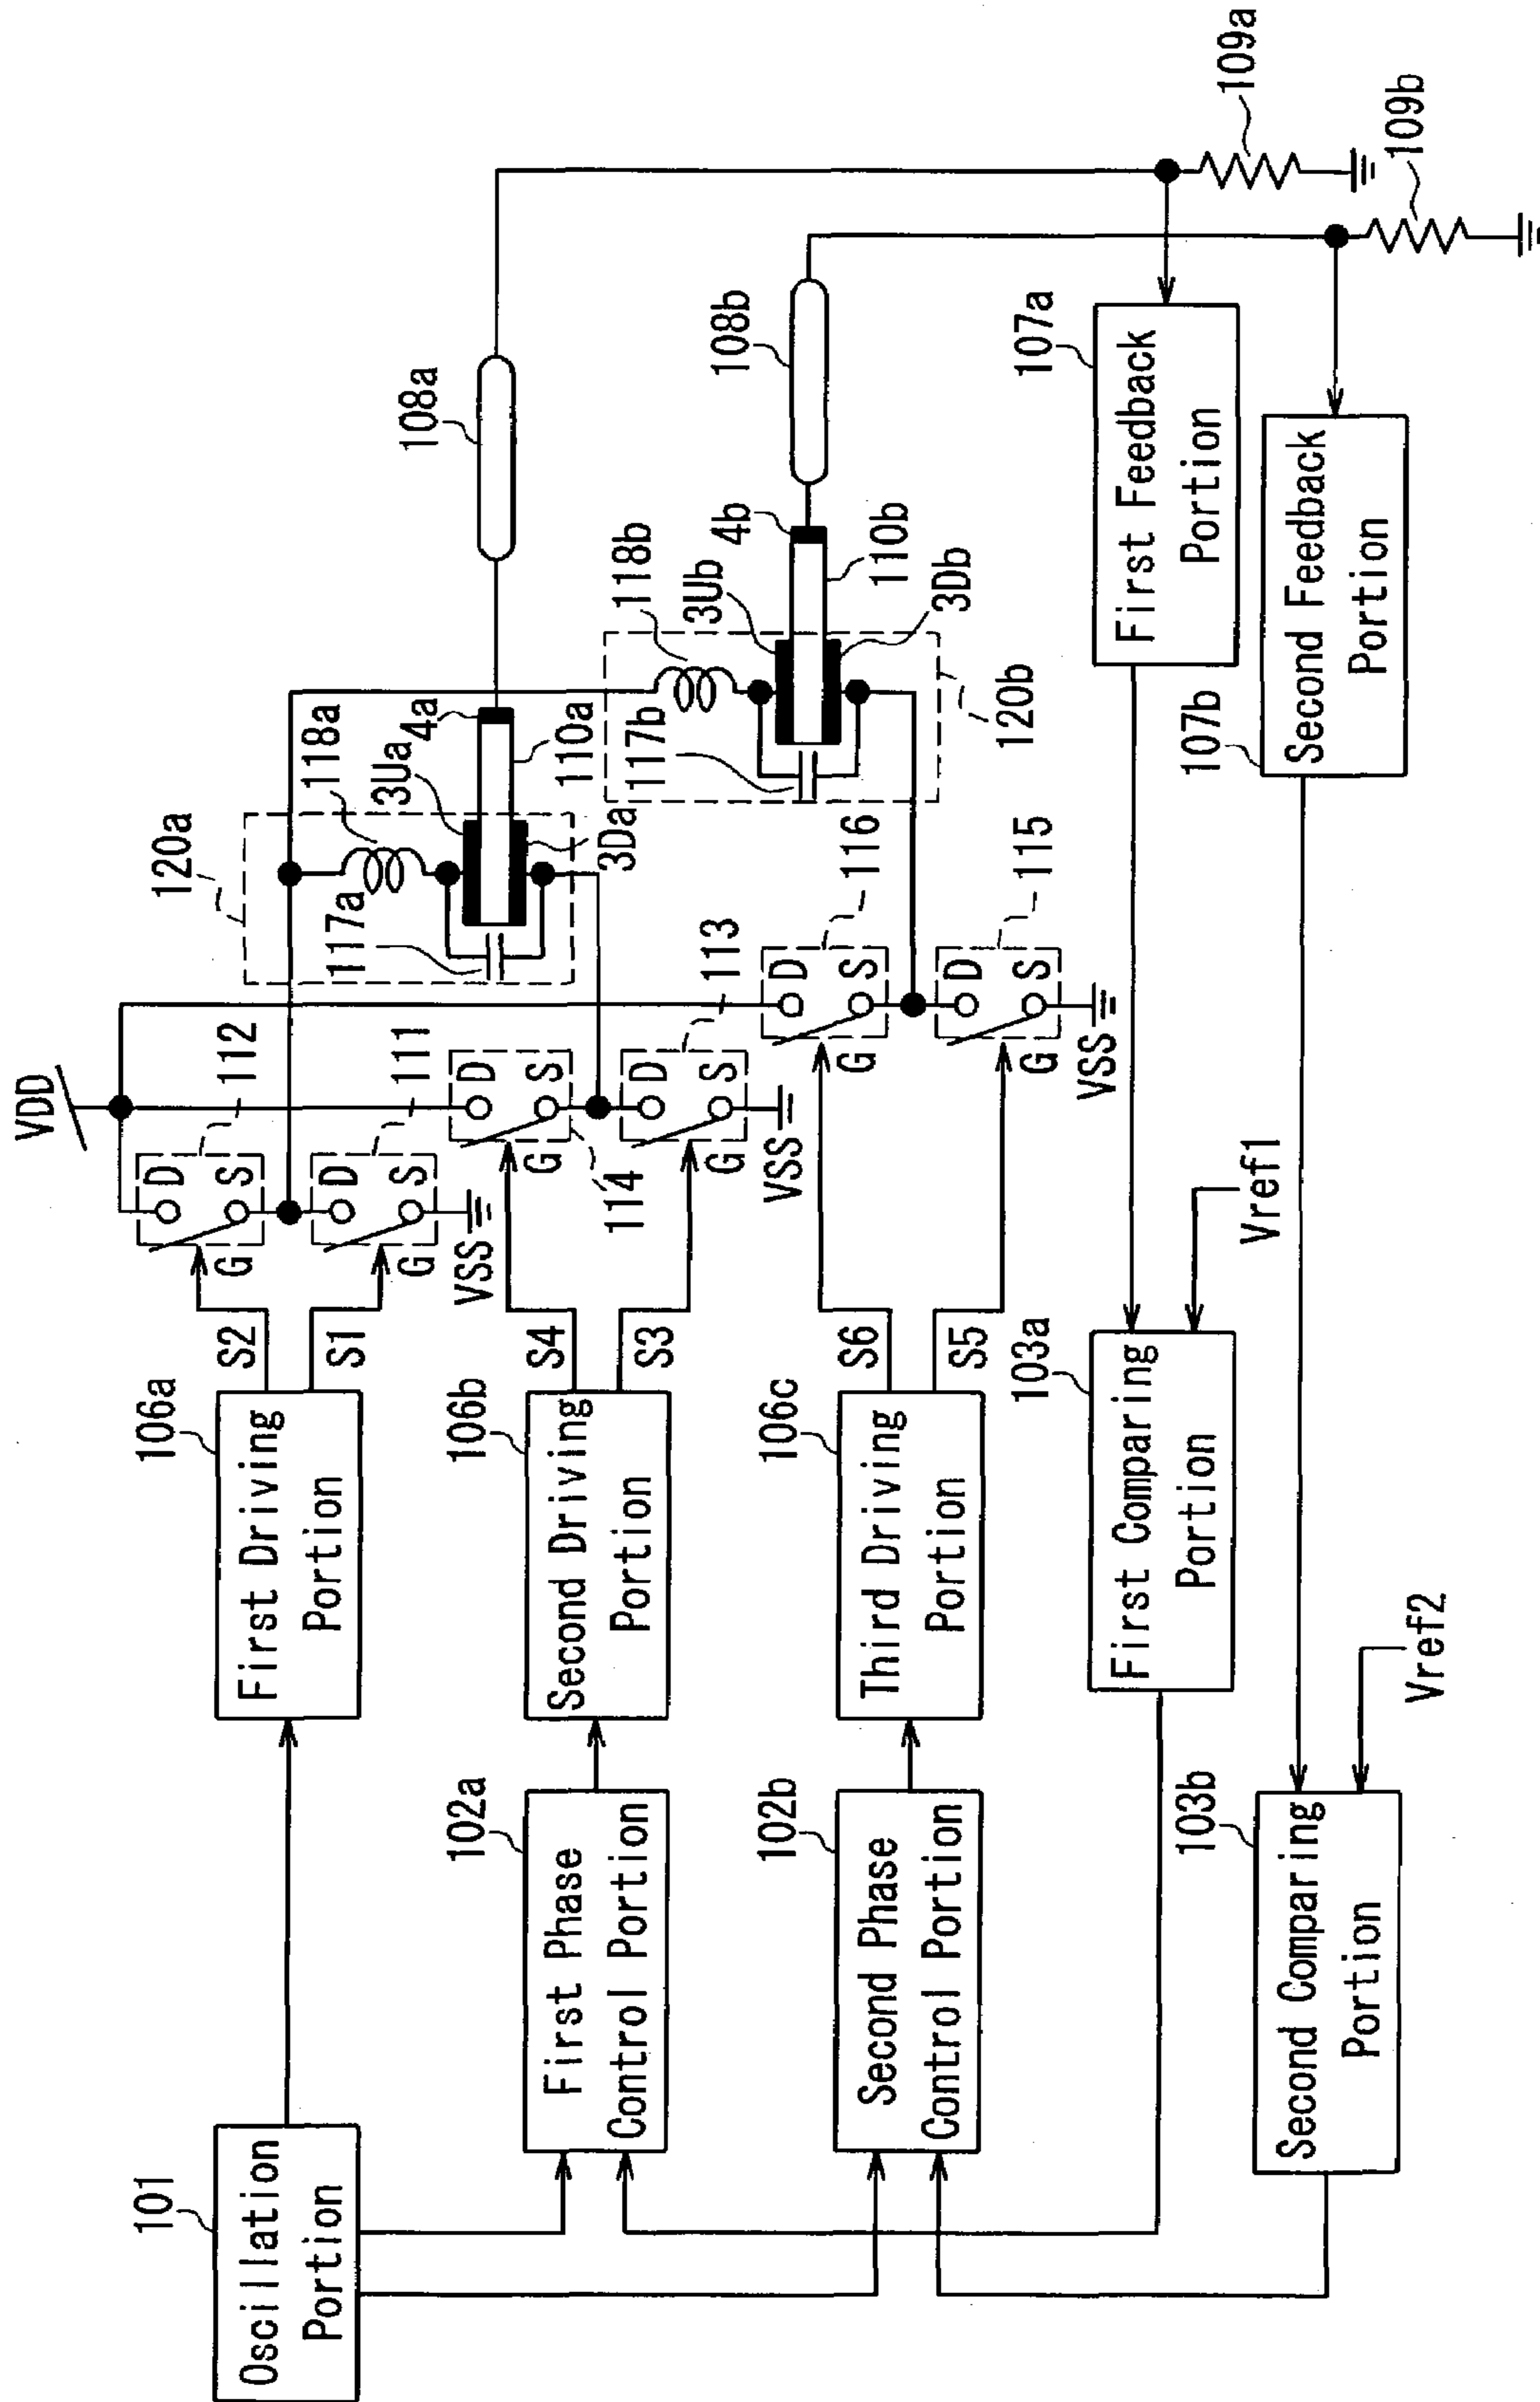 101
Oscillation
Portion
106a
First Driving
Portion
S2
S1
VDD
112
D
S
G
111
D
S
G
VSS
120a
118a
3Ua
4a
110a
3Da
117a
108a
102a
First Phase
Control Portion
106b
Second Driving
Portion
S4
S3
D
S
G
114
113
D
S
G
VSS
118b
3Ub
4b
110b
3Db
117b
120b
108b
102b
Second Phase
Control Portion
106c
Third Driving
Portion
S6
S5
116
D
S
G
115
D
S
G
VSS
103a
First Comparing
Portion
Vref1
107a
First Feedback
Portion
109a
103b
Second Comparing
Portion
Vref2
107b
Second Feedback
Portion
109b